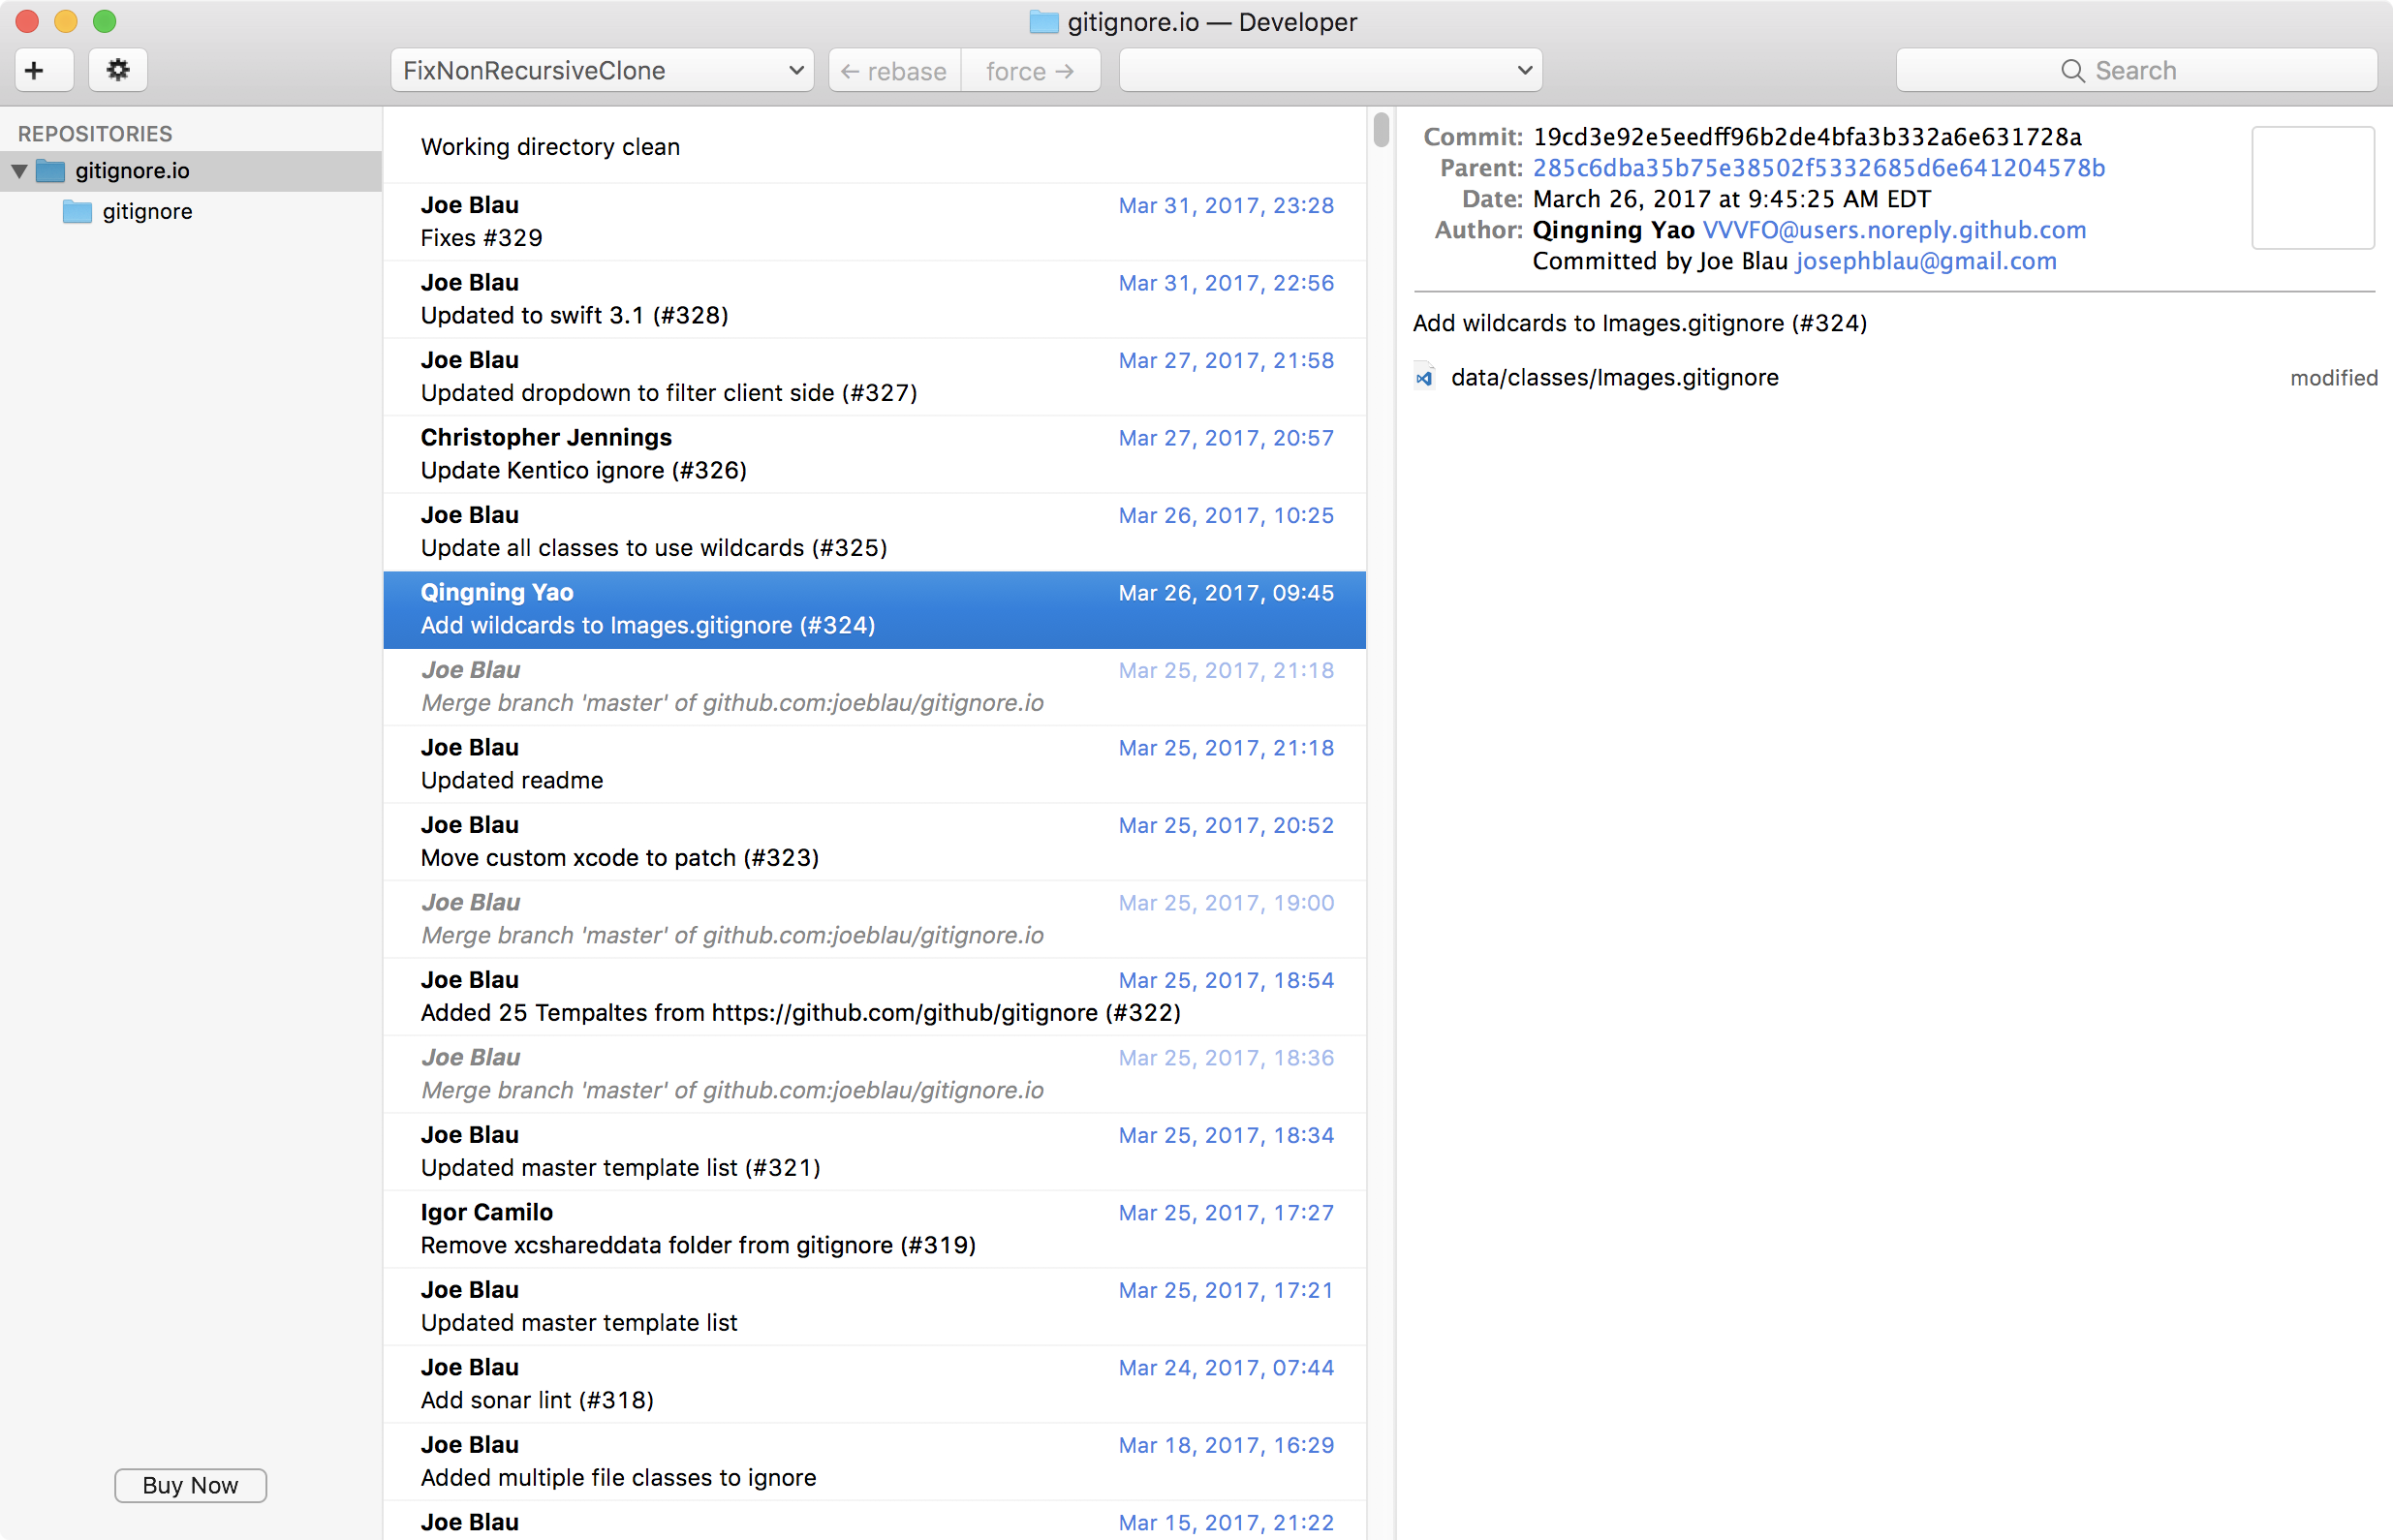 gitignore.io — Developer
+
FixNonRecursiveClone
← rebase
force →
Search
REPOSITORIES
gitignore.io
gitignore
Buy Now
Working directory clean
Joe Blau Mar 31, 2017, 23:28
Fixes #329
Joe Blau Mar 31, 2017, 22:56
Updated to swift 3.1 (#328)
Joe Blau Mar 27, 2017, 21:58
Updated dropdown to filter client side (#327)
Christopher Jennings Mar 27, 2017, 20:57
Update Kentico ignore (#326)
Joe Blau Mar 26, 2017, 10:25
Update all classes to use wildcards (#325)
Qingning Yao Mar 26, 2017, 09:45
Add wildcards to Images.gitignore (#324)
Joe Blau Mar 25, 2017, 21:18
Merge branch 'master' of github.com:joeblau/gitignore.io
Joe Blau Mar 25, 2017, 21:18
Updated readme
Joe Blau Mar 25, 2017, 20:52
Move custom xcode to patch (#323)
Joe Blau Mar 25, 2017, 19:00
Merge branch 'master' of github.com:joeblau/gitignore.io
Joe Blau Mar 25, 2017, 18:54
Added 25 Tempaltes from https://github.com/github/gitignore (#322)
Joe Blau Mar 25, 2017, 18:36
Merge branch 'master' of github.com:joeblau/gitignore.io
Joe Blau Mar 25, 2017, 18:34
Updated master template list (#321)
Igor Camilo Mar 25, 2017, 17:27
Remove xcshareddata folder from gitignore (#319)
Joe Blau Mar 25, 2017, 17:21
Updated master template list
Joe Blau Mar 24, 2017, 07:44
Add sonar lint (#318)
Joe Blau Mar 18, 2017, 16:29
Added multiple file classes to ignore
Joe Blau Mar 15, 2017, 21:22
Commit: 19cd3e92e5eedff96b2de4bfa3b332a6e631728a
Parent: 285c6dba35b75e38502f5332685d6e641204578b
Date: March 26, 2017 at 9:45:25 AM EDT
Author: Qingning Yao VVVFO@users.noreply.github.com
Committed by Joe Blau josephblau@gmail.com
Add wildcards to Images.gitignore (#324)
data/classes/Images.gitignore modified